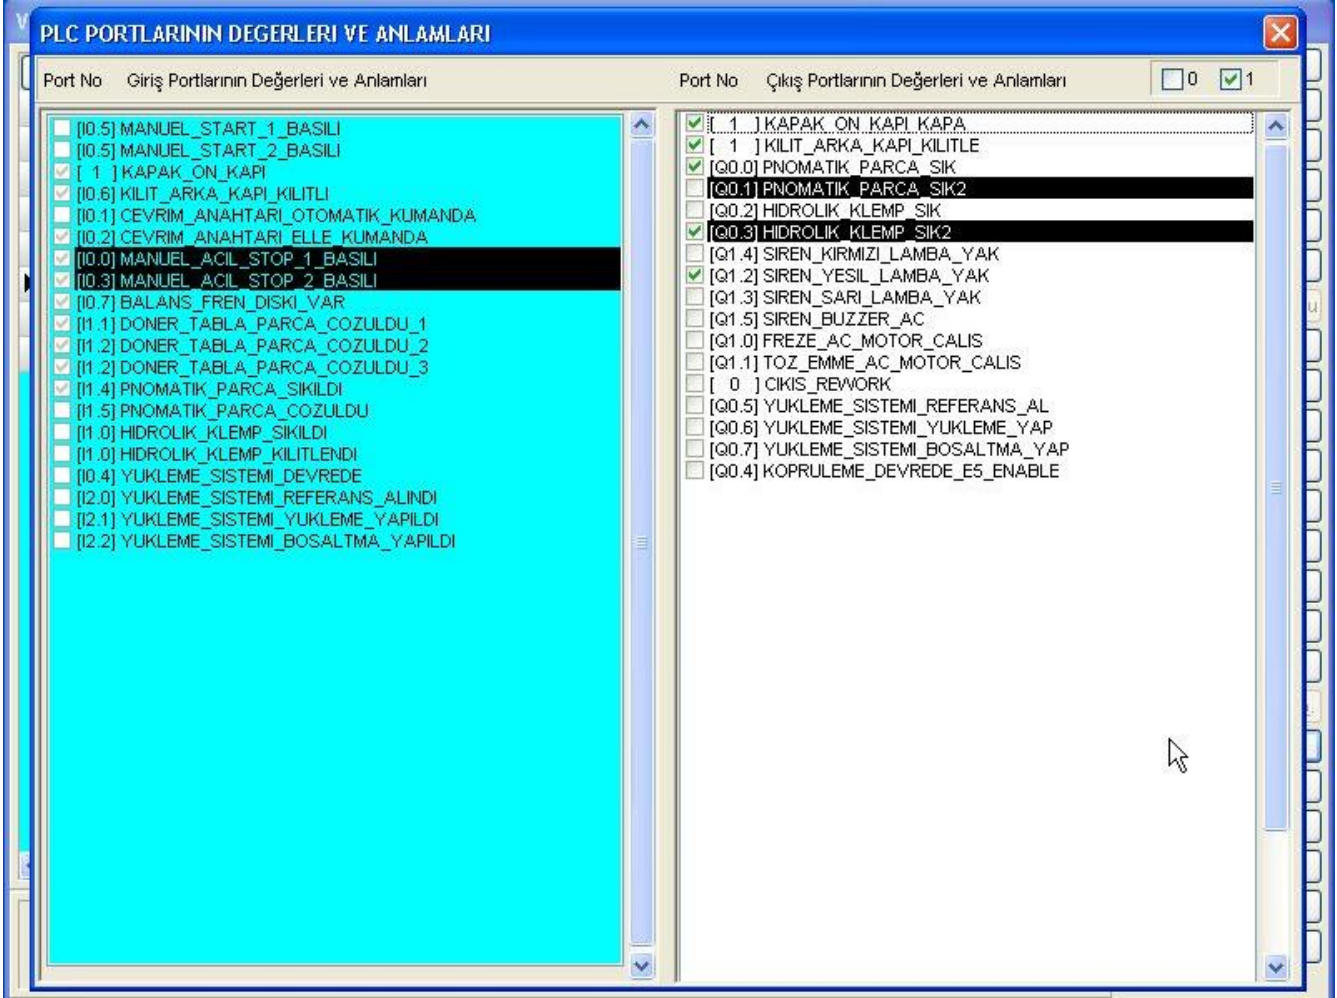 PLC PORTLARININ DEGERLERI VE ANLAMLARI
Port No Giriş Portlarının Değerleri ve Anlamları
[I0.5] MANUEL_START_1_BASILI
[I0.5] MANUEL_START_2_BASILI
[ 1 ] KAPAK_ON_KAPI
[I0.6] KILIT_ARKA_KAPI_KILITLI
[I0.1] CEVRIM_ANAHTARI_OTOMATIK_KUMANDA
[I0.2] CEVRIM_ANAHTARI_ELLE_KUMANDA
[I0.0] MANUEL_ACIL_STOP_1_BASILI
[I0.3] MANUEL_ACIL_STOP_2_BASILI
[I0.7] BALANS_FREN_DISKI_VAR
[I1.1] DONER_TABLA_PARCA_COZULDU_1
[I1.2] DONER_TABLA_PARCA_COZULDU_2
[I1.2] DONER_TABLA_PARCA_COZULDU_3
[I1.4] PNOMATIK_PARCA_SIKILDI
[I1.5] PNOMATIK_PARCA_COZULDU
[I1.0] HIDROLIK_KLEMP_SIKILDI
[I1.0] HIDROLIK_KLEMP_KILITLENDI
[I0.4] YUKLEME_SISTEMI_DEVREDE
[I2.0] YUKLEME_SISTEMI_REFERANS_ALINDI
[I2.1] YUKLEME_SISTEMI_YUKLEME_YAPILDI
[I2.2] YUKLEME_SISTEMI_BOSALTMA_YAPILDI
Port No Çıkış Portlarının Değerleri ve Anlamları 0 1
[ 1 ] KAPAK_ON_KAPI_KAPA
[ 1 ] KILIT_ARKA_KAPI_KILITLE
[Q0.0] PNOMATIK_PARCA_SIK
[Q0.1] PNOMATIK_PARCA_SIK2
[Q0.2] HIDROLIK_KLEMP_SIK
[Q0.3] HIDROLIK_KLEMP_SIK2
[Q1.4] SIREN_KIRMIZI_LAMBA_YAK
[Q1.2] SIREN_YESIL_LAMBA_YAK
[Q1.3] SIREN_SARI_LAMBA_YAK
[Q1.5] SIREN_BUZZER_AC
[Q1.0] FREZE_AC_MOTOR_CALIS
[Q1.1] TOZ_EMME_AC_MOTOR_CALIS
[ 0 ] CIKIS_REWORK
[Q0.5] YUKLEME_SISTEMI_REFERANS_AL
[Q0.6] YUKLEME_SISTEMI_YUKLEME_YAP
[Q0.7] YUKLEME_SISTEMI_BOSALTMA_YAP
[Q0.4] KOPRULEME_DEVREDE_E5_ENABLE